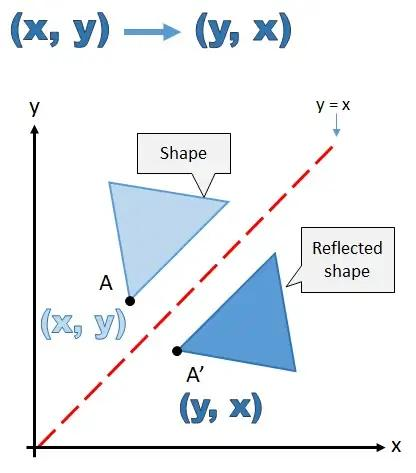 (x, y) → (y, x)
y
y = x
Shape
Reflected
shape
A
(x, y)
A’
(y, x)
x